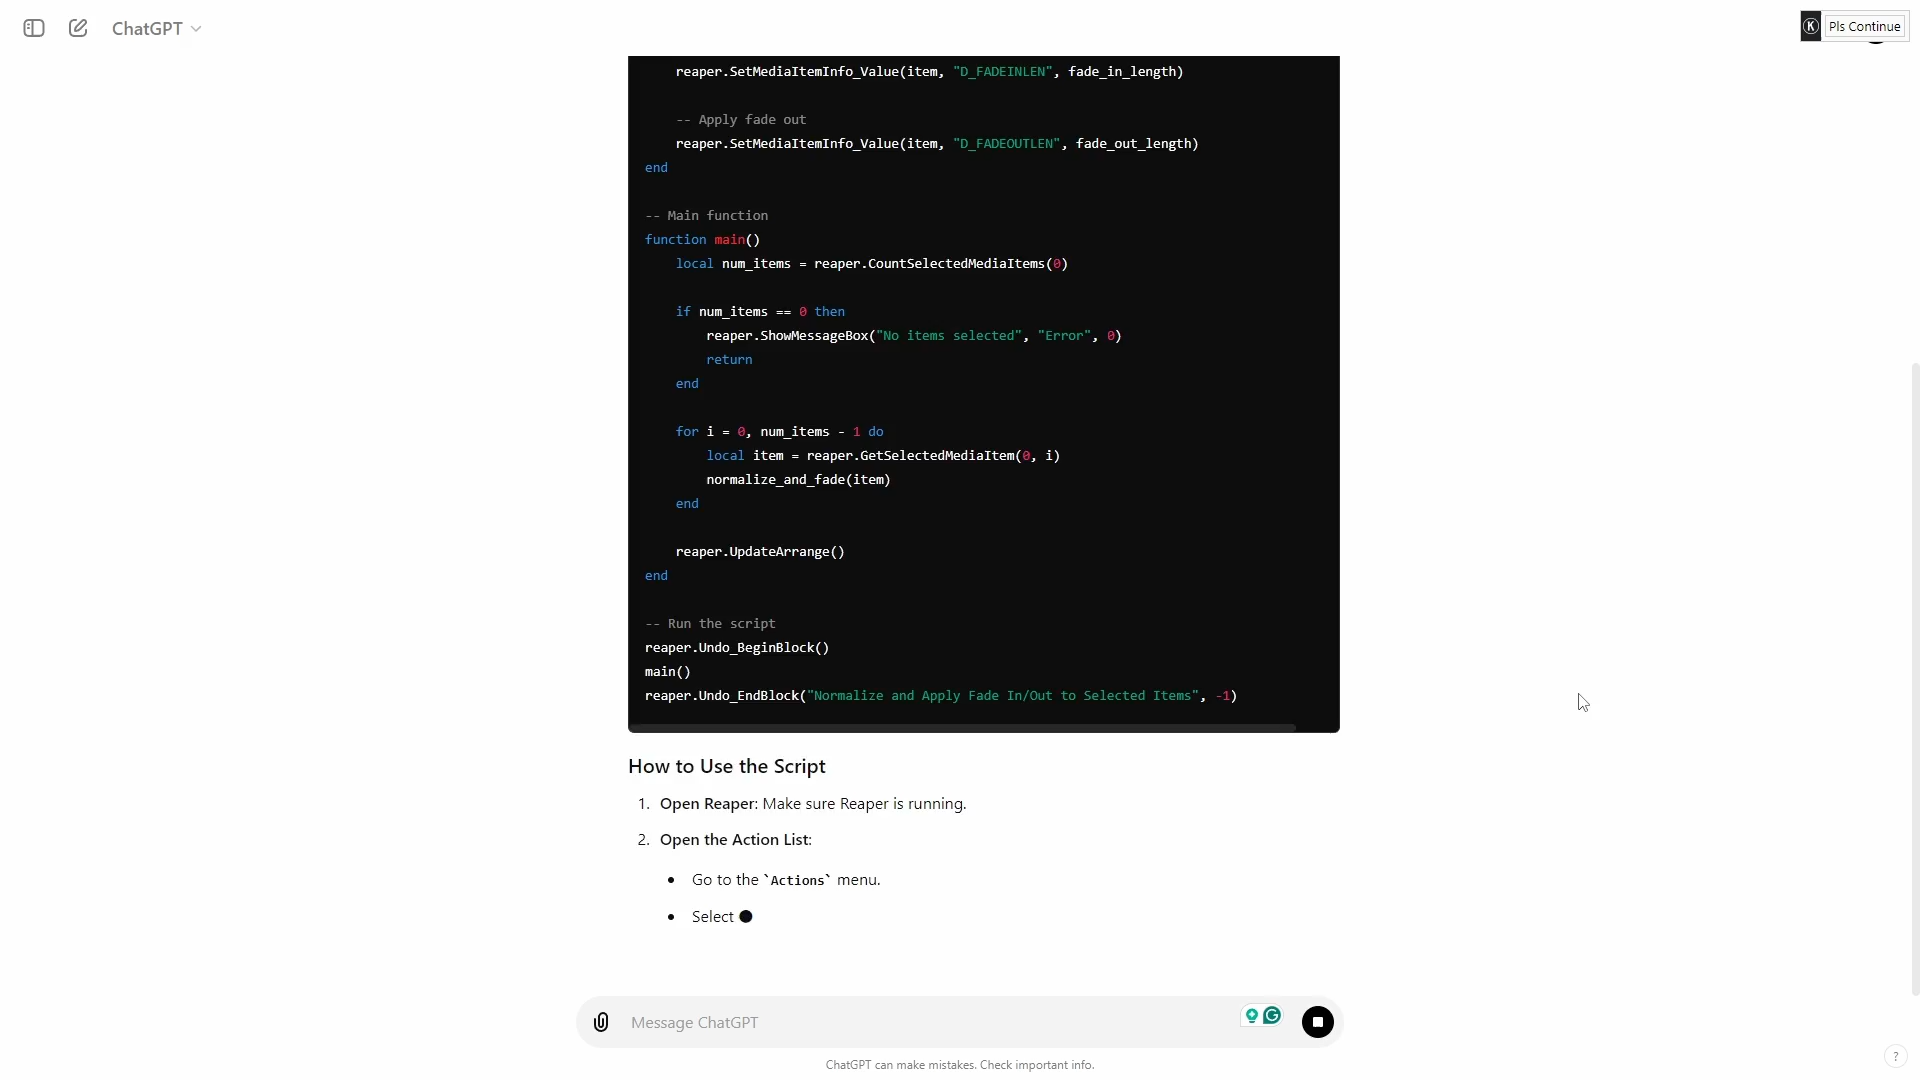 ChatGPT
K Pls Continue
reaper.SetMediaItemInfo_Value(item, "D_FADEINLEN", fade_in_length)
-- Apply fade out
reaper.SetMediaItemInfo_Value(item, "D_FADEOUTLEN", fade_out_length)
end
-- Main function
function main()
local num_items = reaper.CountSelectedMediaItems(0)
if num_items == 0 then
reaper.ShowMessageBox("No items selected", "Error", 0)
return
end
for i = 0, num_items - 1 do
local item = reaper.GetSelectedMediaItem(0, i)
normalize_and_fade(item)
end
reaper.UpdateArrange()
end
-- Run the script
reaper.Undo_BeginBlock()
main()
reaper.Undo_EndBlock("Normalize and Apply Fade In/Out to Selected Items", -1)
How to Use the Script
1. Open Reaper: Make sure Reaper is running.
2. Open the Action List:
• Go to the `Actions` menu.
• Select
Message ChatGPT
ChatGPT can make mistakes. Check important info.
?